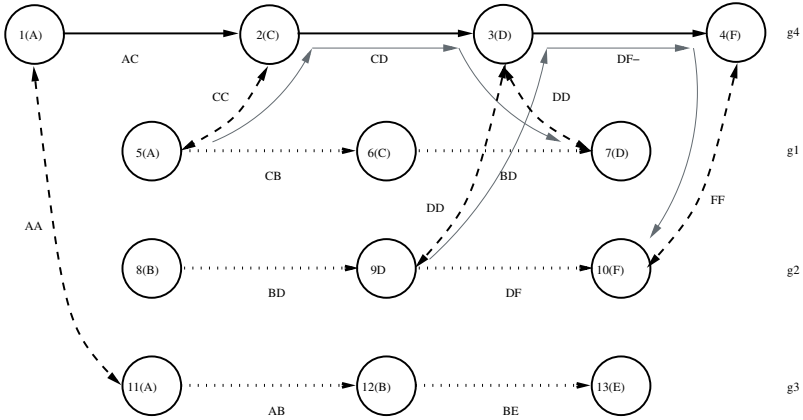 1(A) 2(C) 3(D) 4(F) g4
AC CD DF–
CC DD
5(A) 6(C) 7(D) g1
CB BD
DD FF
AA
8(B) 9D 10(F) g2
BD DF
11(A) 12(B) 13(E) g3
AB BE